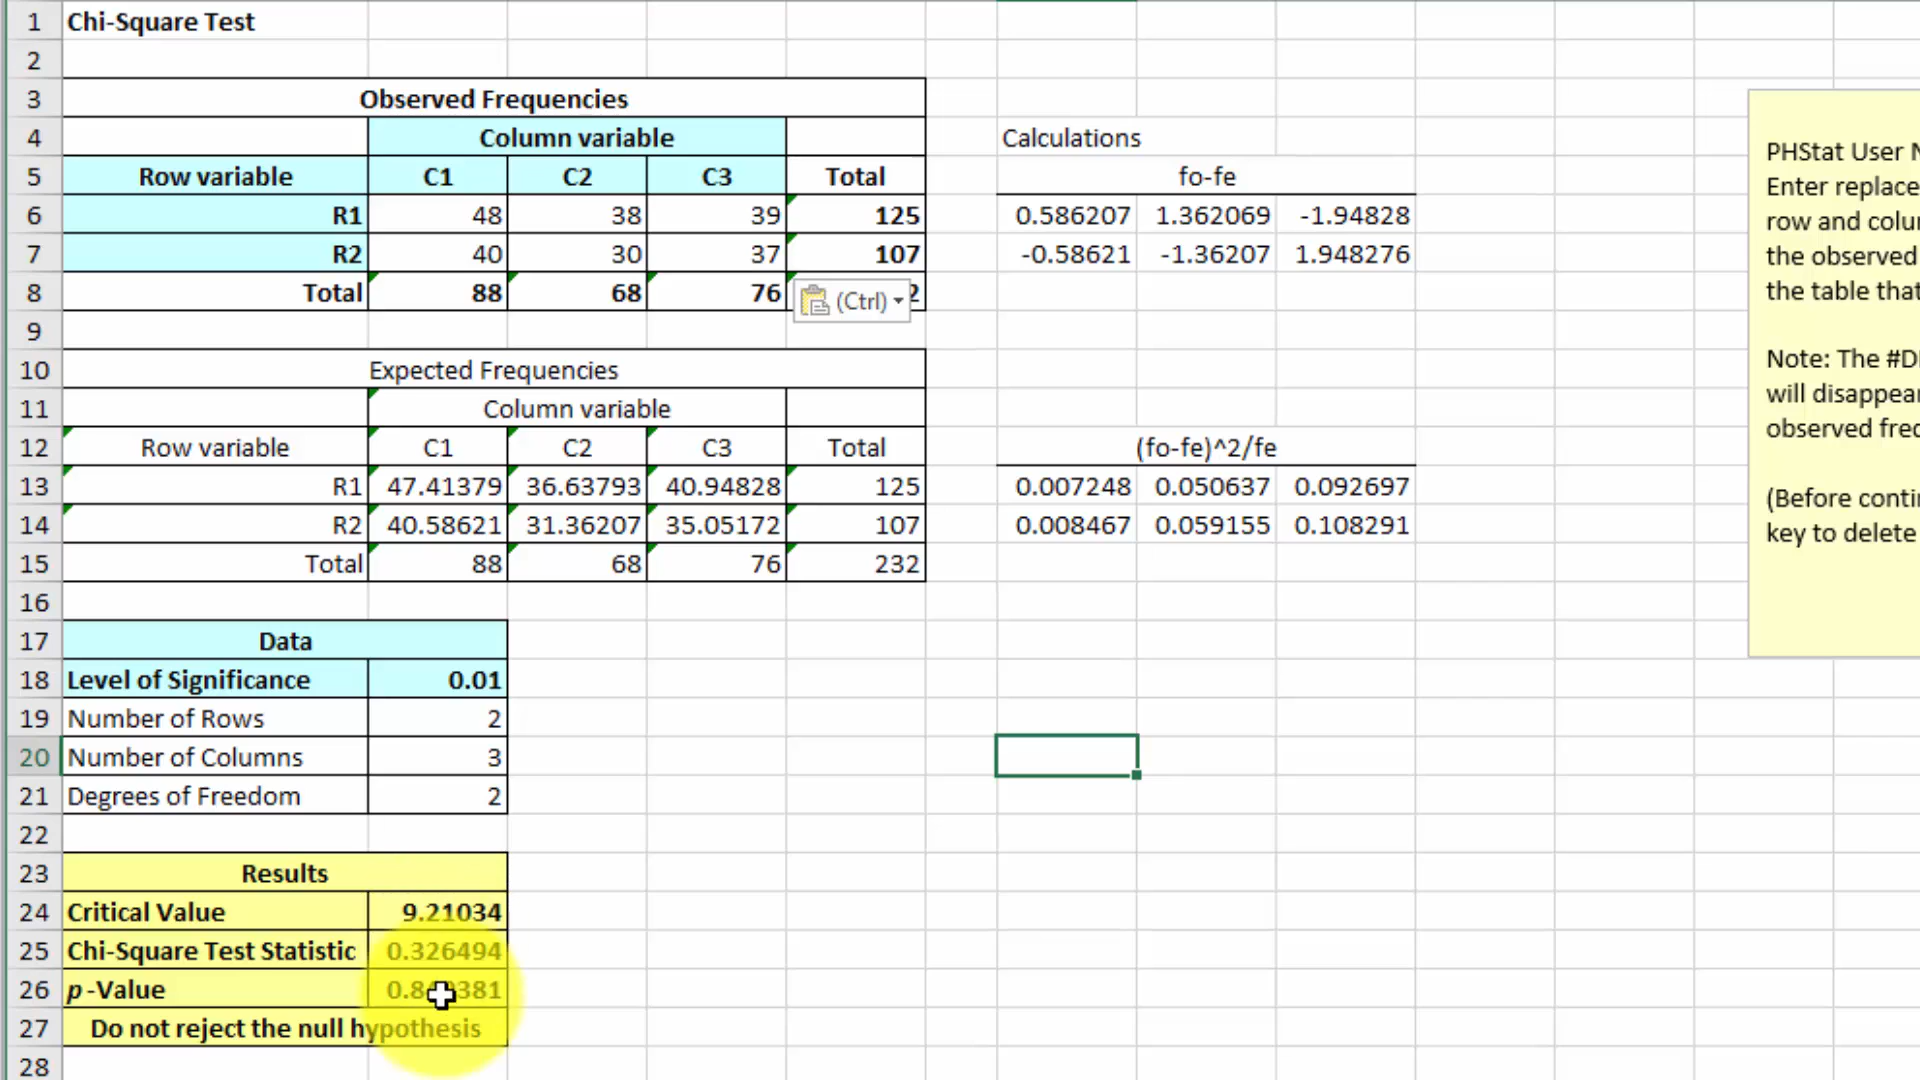 1 Chi-Square Test
2
3 Observed Frequencies
4 Column variable Calculations
5 Row variable C1 C2 C3 Total fo-fe
6 R1 48 38 39 125 0.586207 1.362069 -1.94828
7 R2 40 30 37 107 -0.58621 -1.36207 1.948276
8 Total 88 68 76 (Ctrl) 2
9
10 Expected Frequencies
11 Column variable
12 Row variable C1 C2 C3 Total (fo-fe)^2/fe
13 R1 47.41379 36.63793 40.94828 125 0.007248 0.050637 0.092697
14 R2 40.58621 31.36207 35.05172 107 0.008467 0.059155 0.108291
15 Total 88 68 76 232
16
17 Data
18 Level of Significance 0.01
19 Number of Rows 2
20 Number of Columns 3
21 Degrees of Freedom 2
22
23 Results
24 Critical Value 9.21034
25 Chi-Square Test Statistic 0.326494
26 p-Value
27 Do not reject the null hypothesis
28
PHStat User
Enter replace
row and
the observed
the table that
Note: The
will disappear
observed
(Before
key to delete